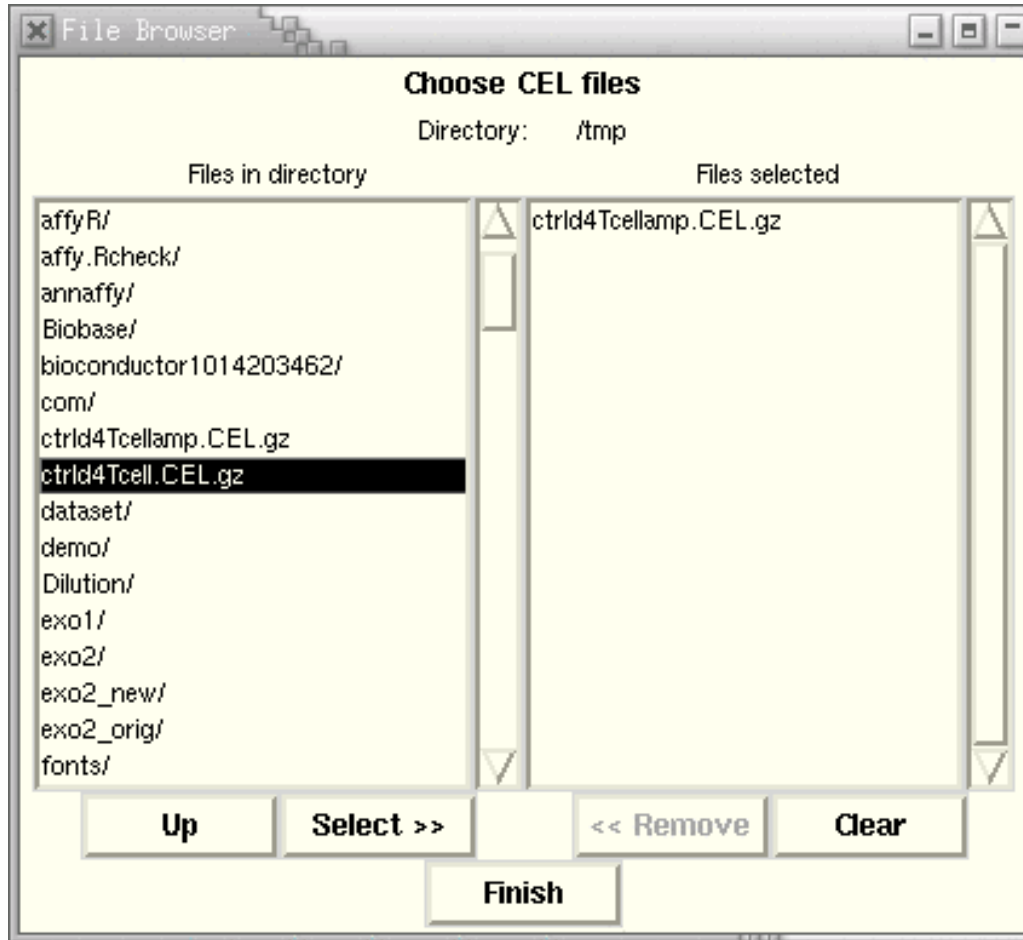 File Browser
Choose CEL files
Directory: /tmp
Files in directory
Files selected
affyR/
affy.Rcheck/
annaffy/
Biobase/
bioconductor1014203462/
com/
ctrld4Tcellamp.CEL.gz
ctrld4Tcell.CEL.gz
dataset/
demo/
Dilution/
exo1/
exo2/
exo2_new/
exo2_orig/
fonts/
ctrld4Tcellamp.CEL.gz
Up
Select >>
<< Remove
Clear
Finish